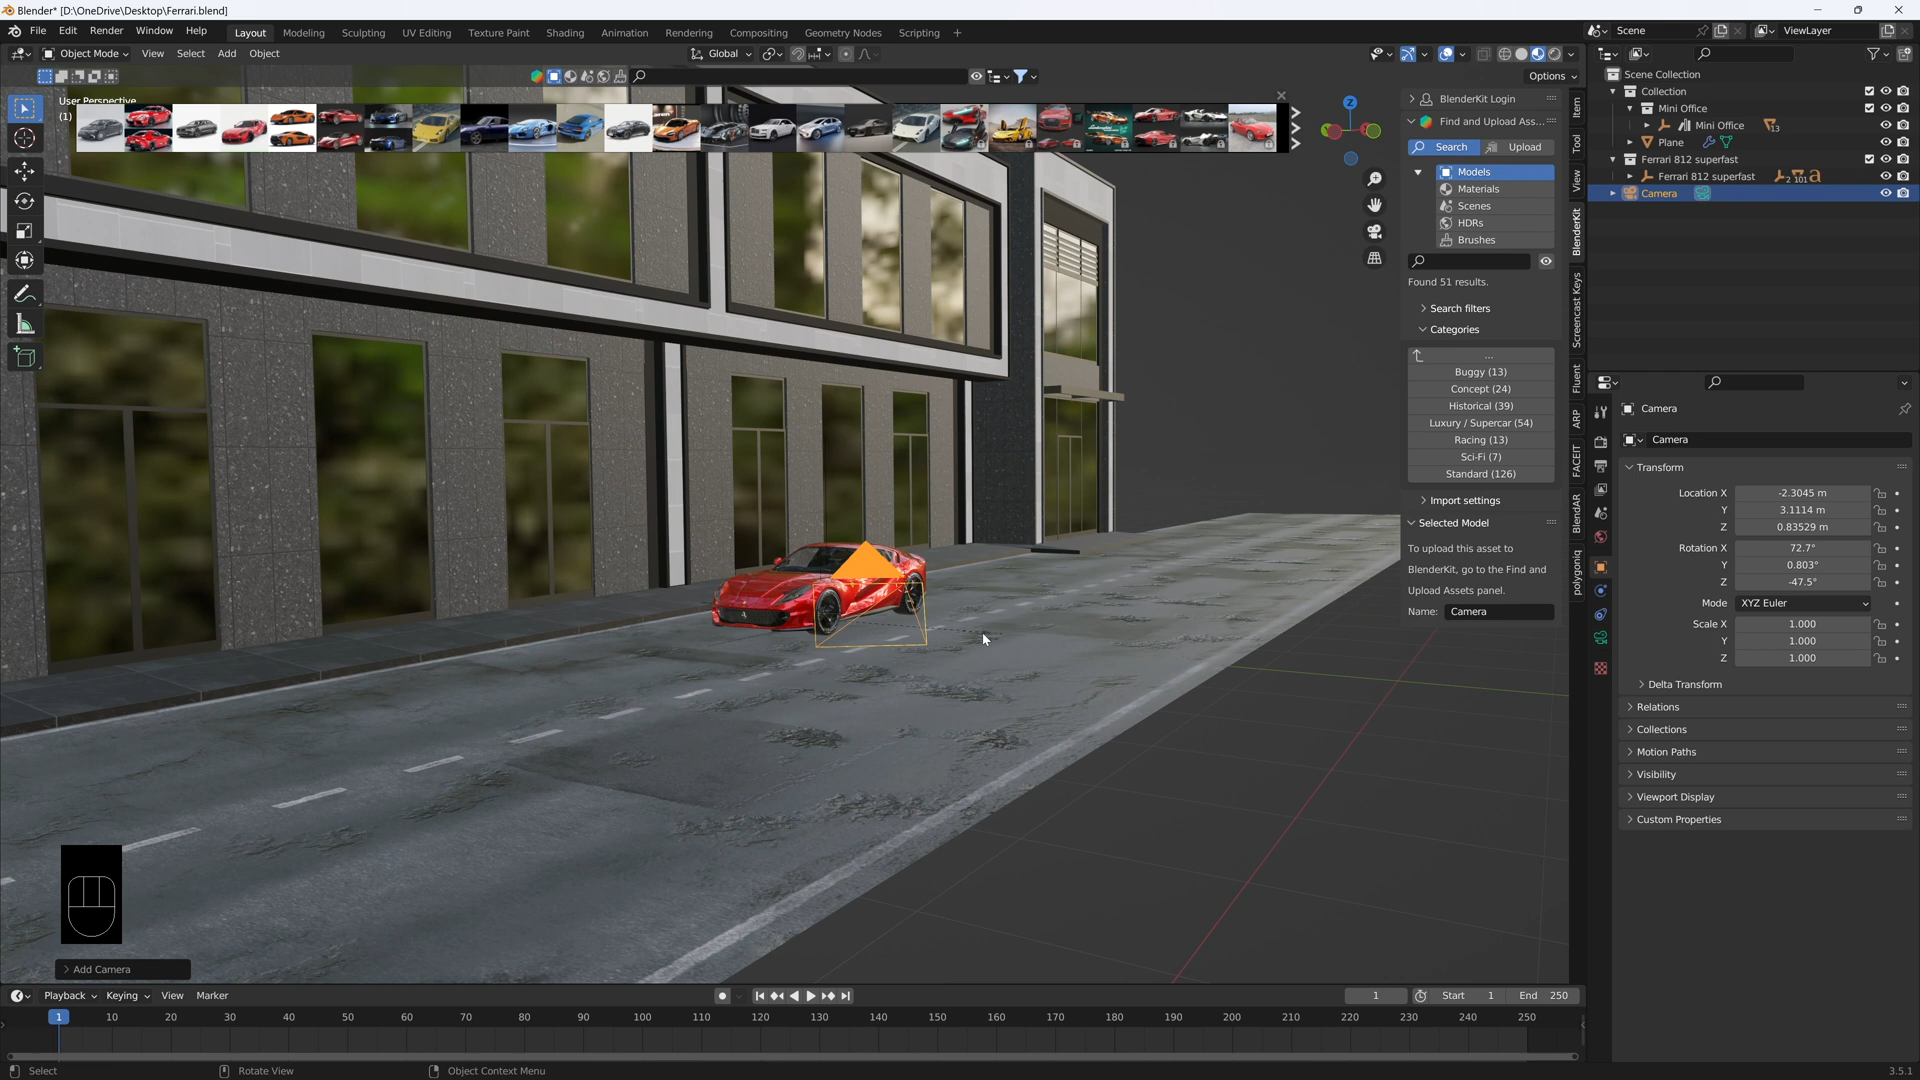 Blender* [D:\OneDrive\Desktop\Ferrari.blend]
File Edit Render Window Help
Layout Modeling Sculpting UV Editing Texture Paint Shading Animation Rendering Compositing Geometry Nodes Scripting +
Scene
ViewLayer
Object Mode View Select Add Object
Global
Options
User Perspective
(1)
Z
BlenderKit Login
Find and Upload Ass...
Search Upload
Models
Materials
Scenes
HDRs
Brushes
Found 51 results.
Search filters
Categories
...
Buggy (13)
Concept (24)
Historical (39)
Luxury / Supercar (54)
Racing (13)
Sci-Fi (7)
Standard (126)
Import settings
Selected Model
To upload this asset to
BlenderKit, go to the Find and
Upload Assets panel.
Name: Camera
Item
Tool
View
BlenderKit
Screencast Keys
Fluent
ARP
FACEIT
BlendAR
polygoniq
Scene Collection
Collection
Mini Office
Mini Office 13
Plane
Ferrari 812 superfast
Ferrari 812 superfast 2 101 a
Camera
Camera
Camera
Transform
Location X -2.3045 m
Y 3.1114 m
Z 0.83529 m
Rotation X 72.7°
Y 0.803°
Z -47.5°
Mode XYZ Euler
Scale X 1.000
Y 1.000
Z 1.000
Delta Transform
Relations
Collections
Motion Paths
Visibility
Viewport Display
Custom Properties
Add Camera
Playback Keying View Marker
1 Start 1 End 250
1 10 20 30 40 50 60 70 80 90 100 110 120 130 140 150 160 170 180 190 200 210 220 230 240 250
Select Rotate View Object Context Menu
3.5.1